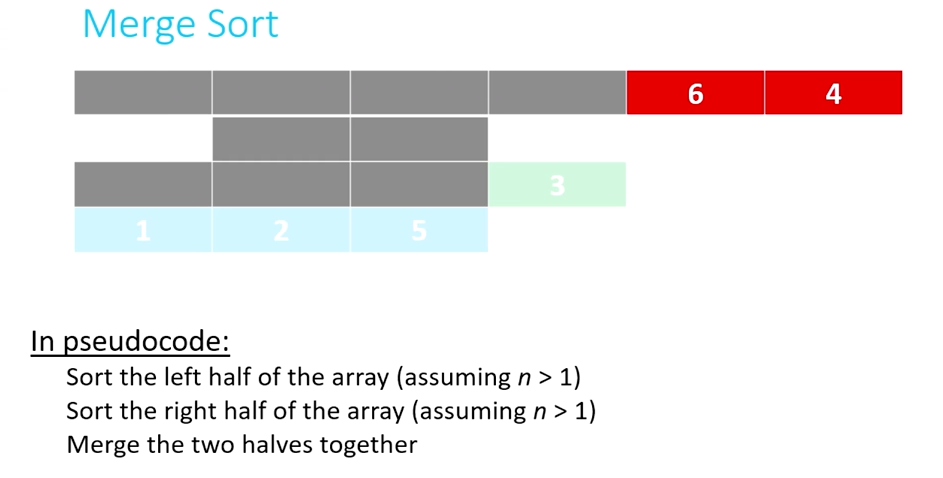 Merge Sort
6 4
3
1 2 5
In pseudocode:
Sort the left half of the array (assuming n > 1)
Sort the right half of the array (assuming n > 1)
Merge the two halves together